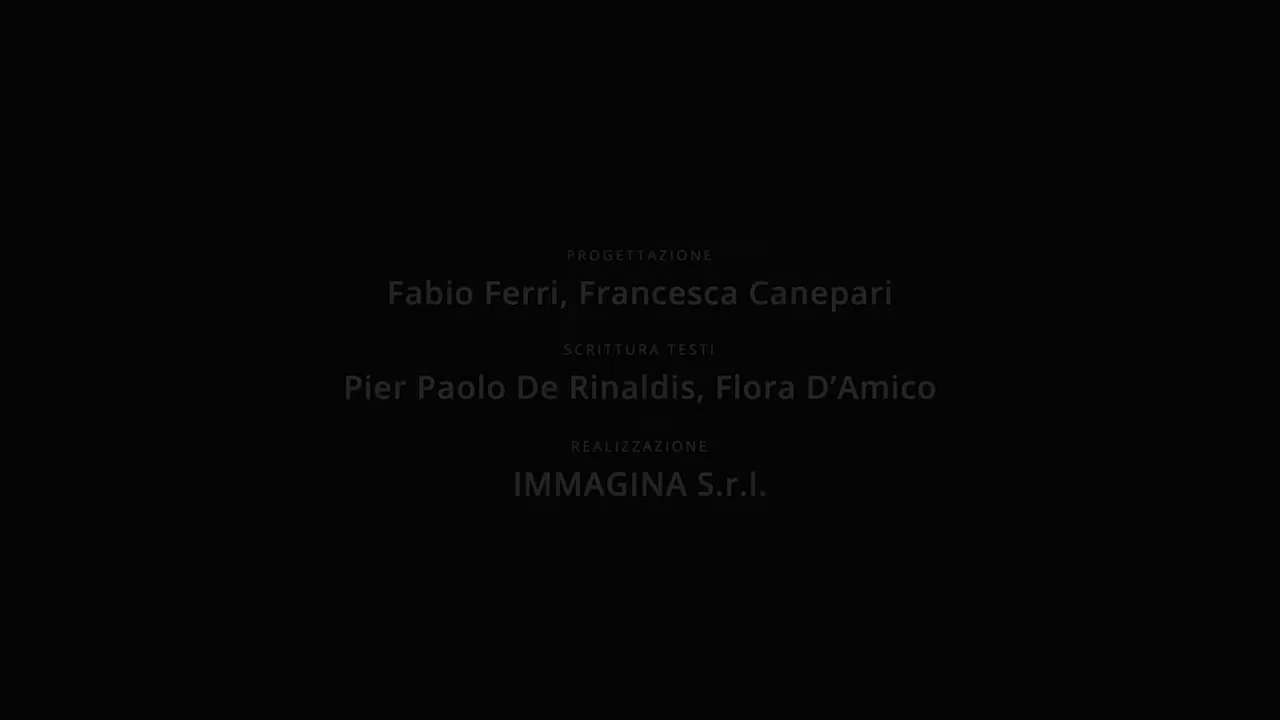 PROGETTAZIONE
Fabio Ferri, Francesca Canepari
SCRITTURA TESTI
Pier Paolo De Rinaldis, Flora D’Amico
REALIZZAZIONE
IMMAGINA S.r.l.